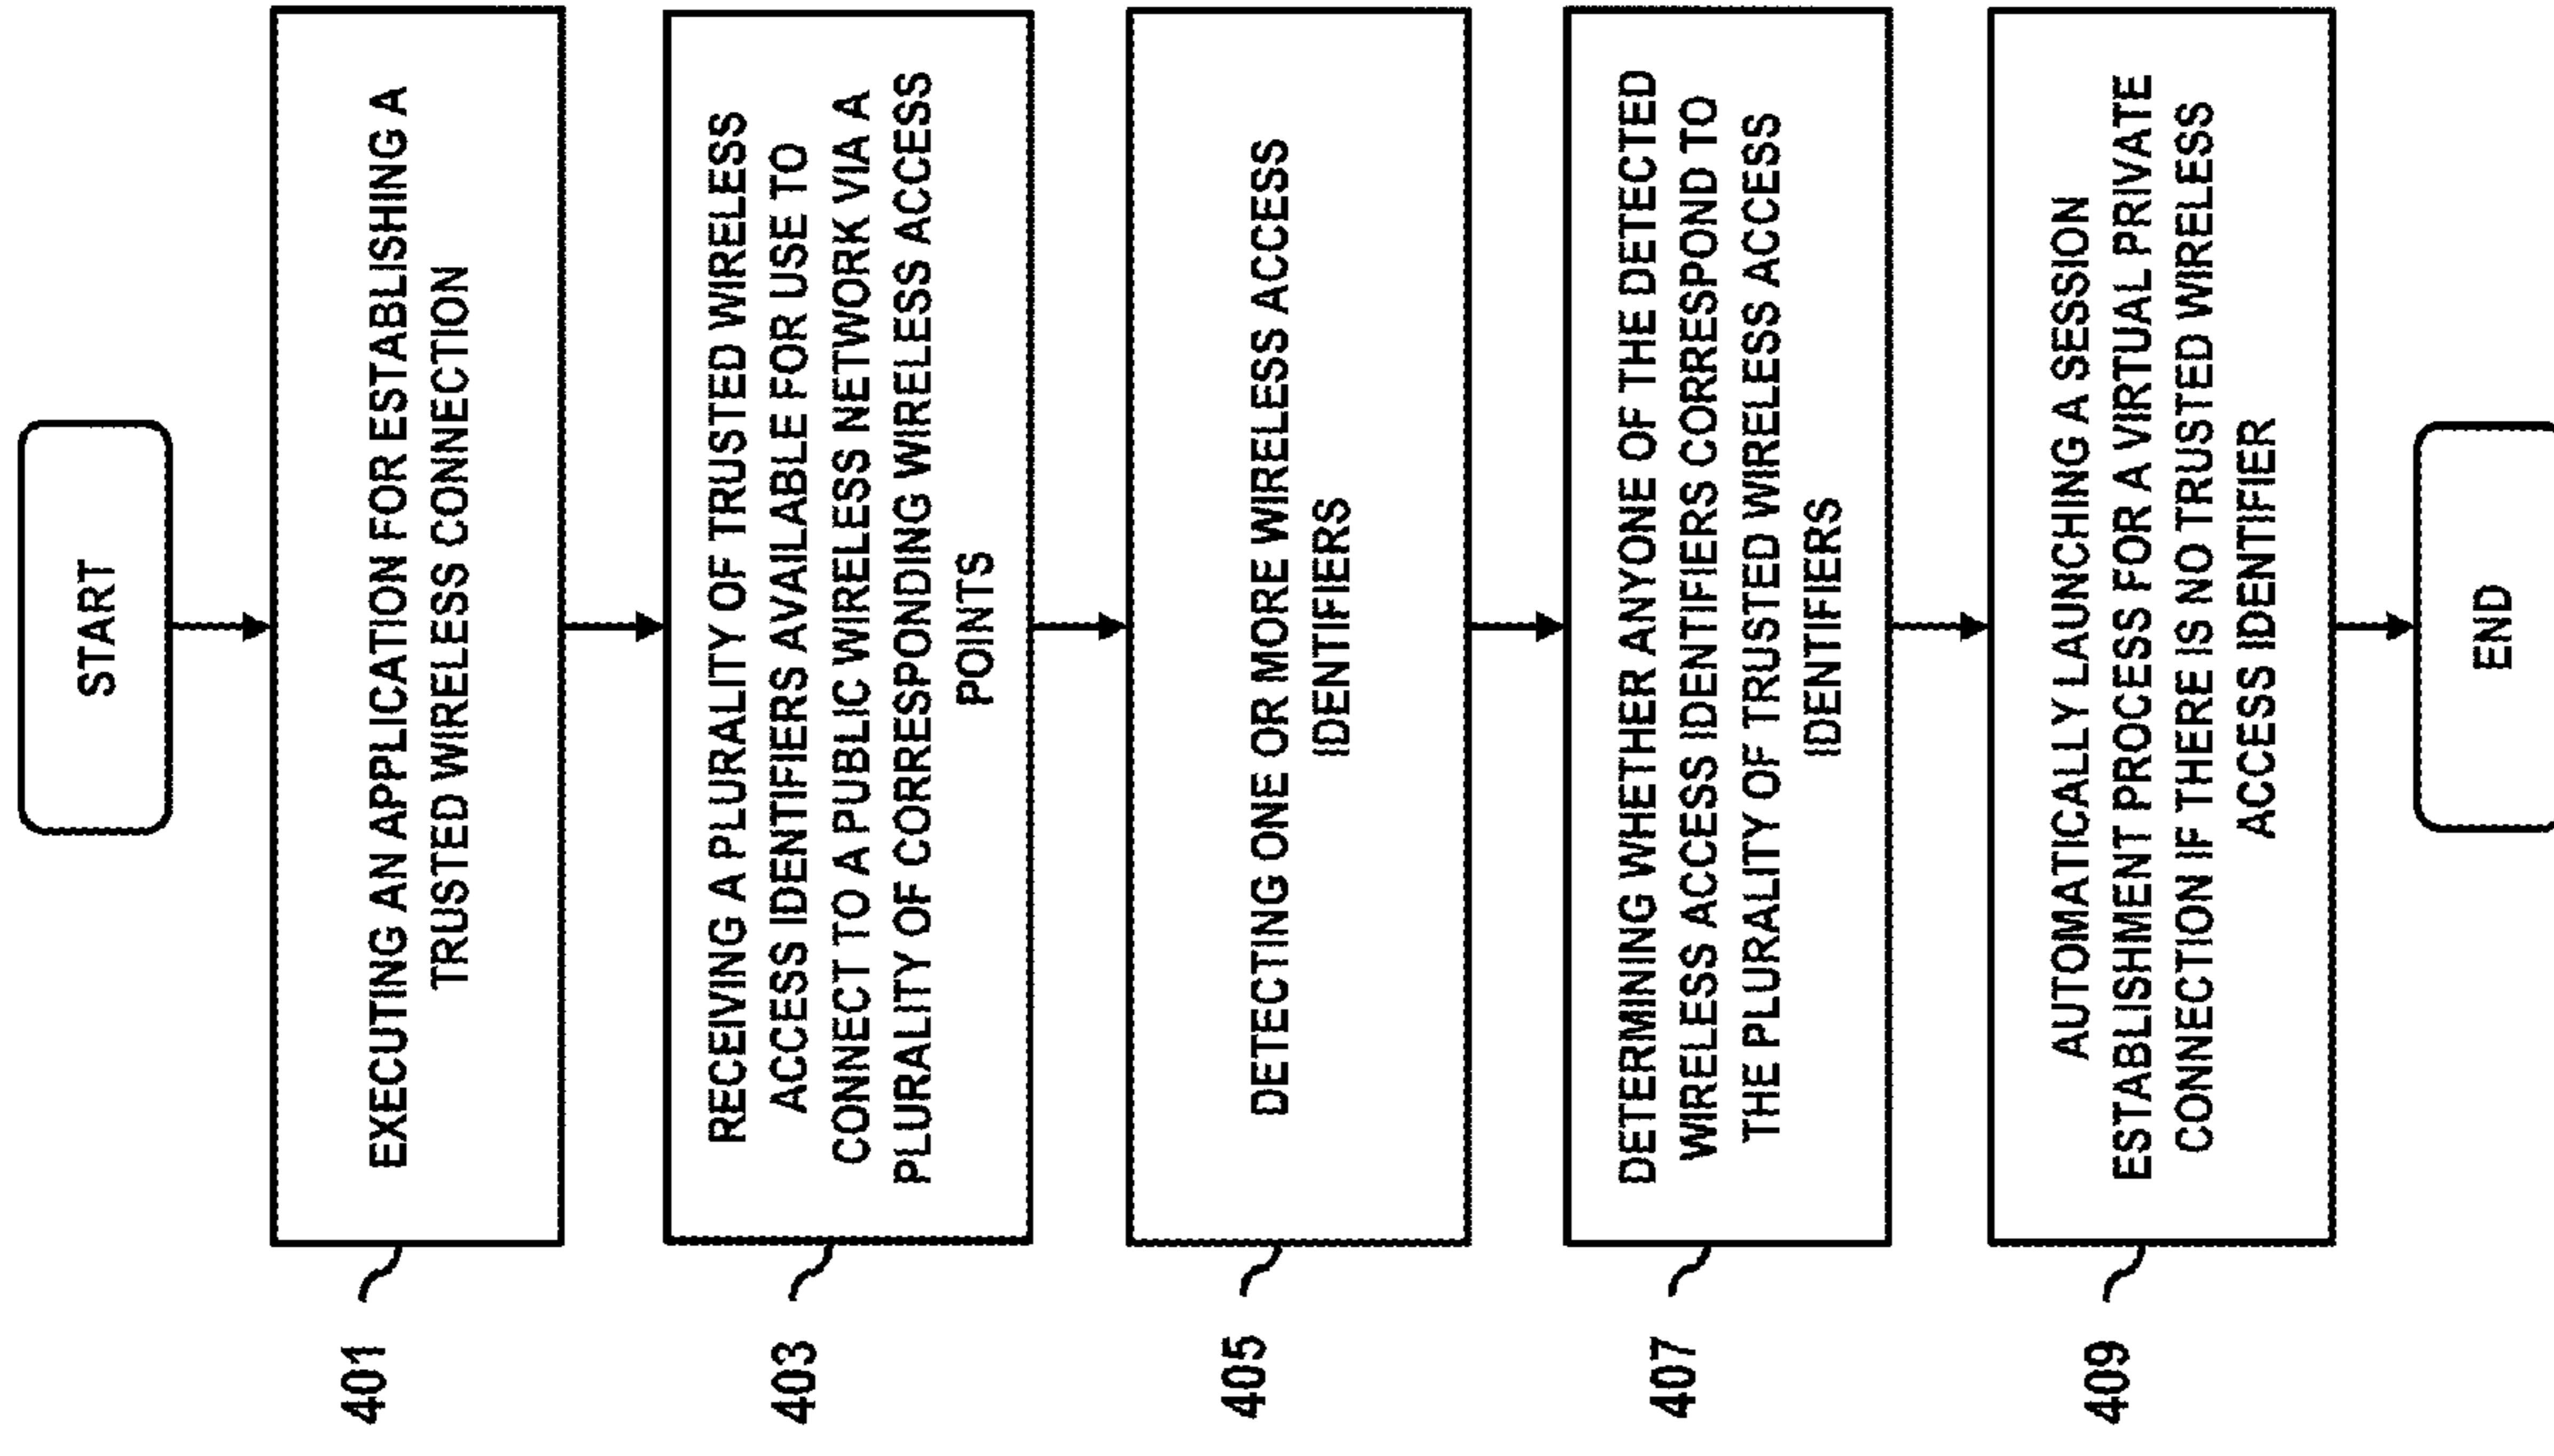 START
401
EXECUTING AN APPLICATION FOR ESTABLISHING A
TRUSTED WIRELESS CONNECTION
403
RECEIVING A PLURALITY OF TRUSTED WIRELESS
ACCESS IDENTIFIERS AVAILABLE FOR USE TO
CONNECT TO A PUBLIC WIRELESS NETWORK VIA A
PLURALITY OF CORRESPONDING WIRELESS ACCESS
POINTS
405
DETECTING ONE OR MORE WIRELESS ACCESS
IDENTIFIERS
407
DETERMINING WHETHER ANYONE OF THE DETECTED
WIRELESS ACCESS IDENTIFIERS CORRESPOND TO
THE PLURALITY OF TRUSTED WIRELESS ACCESS
IDENTIFIERS
409
AUTOMATICALLY LAUNCHING A SESSION
ESTABLISHMENT PROCESS FOR A VIRTUAL PRIVATE
CONNECTION IF THERE IS NO TRUSTED WIRELESS
ACCESS IDENTIFIER
END